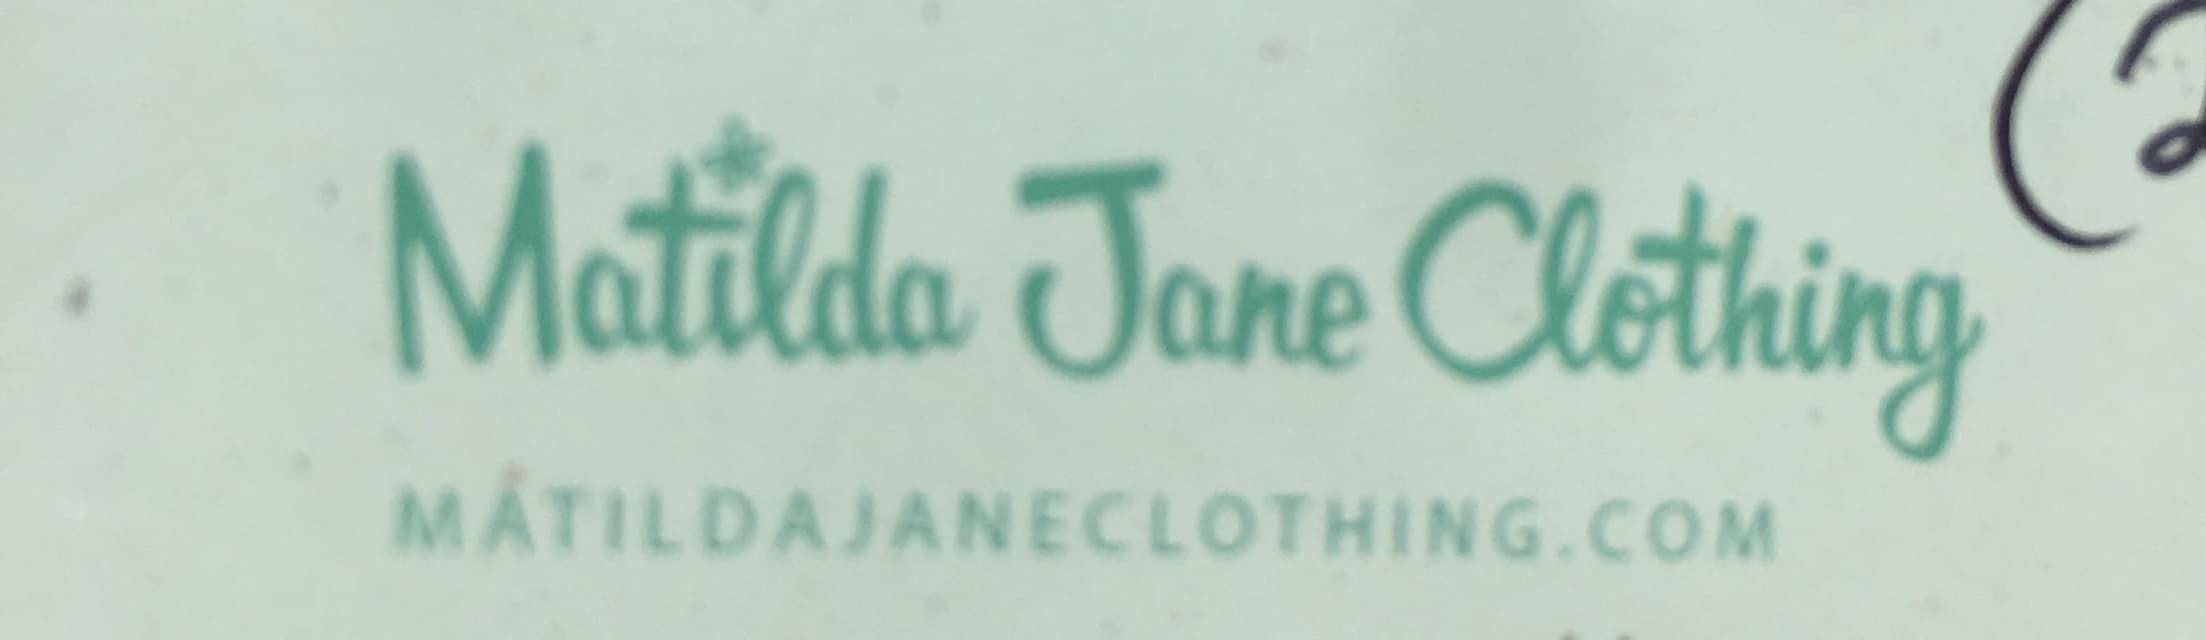 Matilda Jane Clothing
MATILDAJANECLOTHING.COM